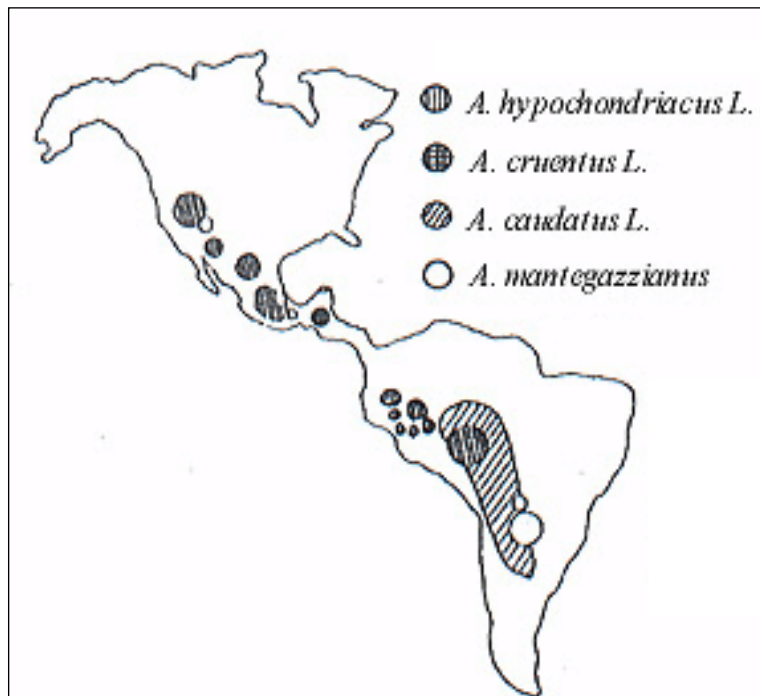 A. hypochondriacus L.
A. cruentus L.
A. caudatus L.
A. mantegazzianus